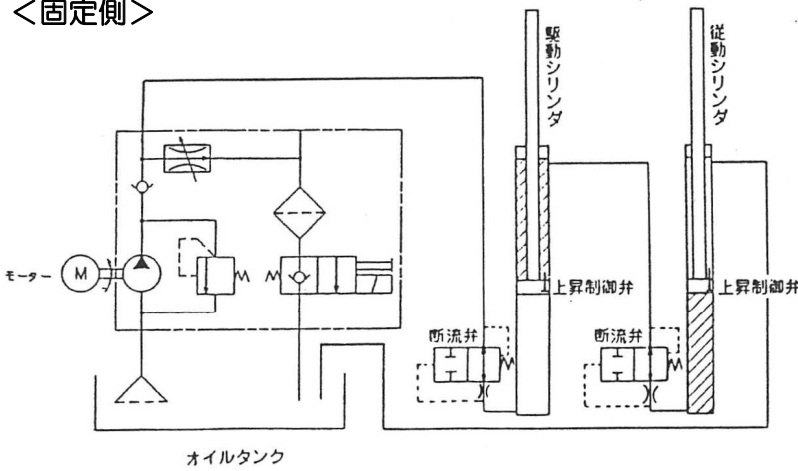 ＜固定側＞
駆動シリンダ
従動シリンダ
モーター
M
上昇制御弁
上昇制御弁
断流弁
断流弁
オイルタンク